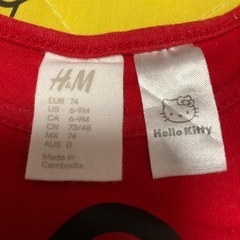 H&M
EUR 74
US 6-9M
CA 6-9M
CN 73/48
MX 74
AUS 0
Made in
Cambodia
Hello Kitty